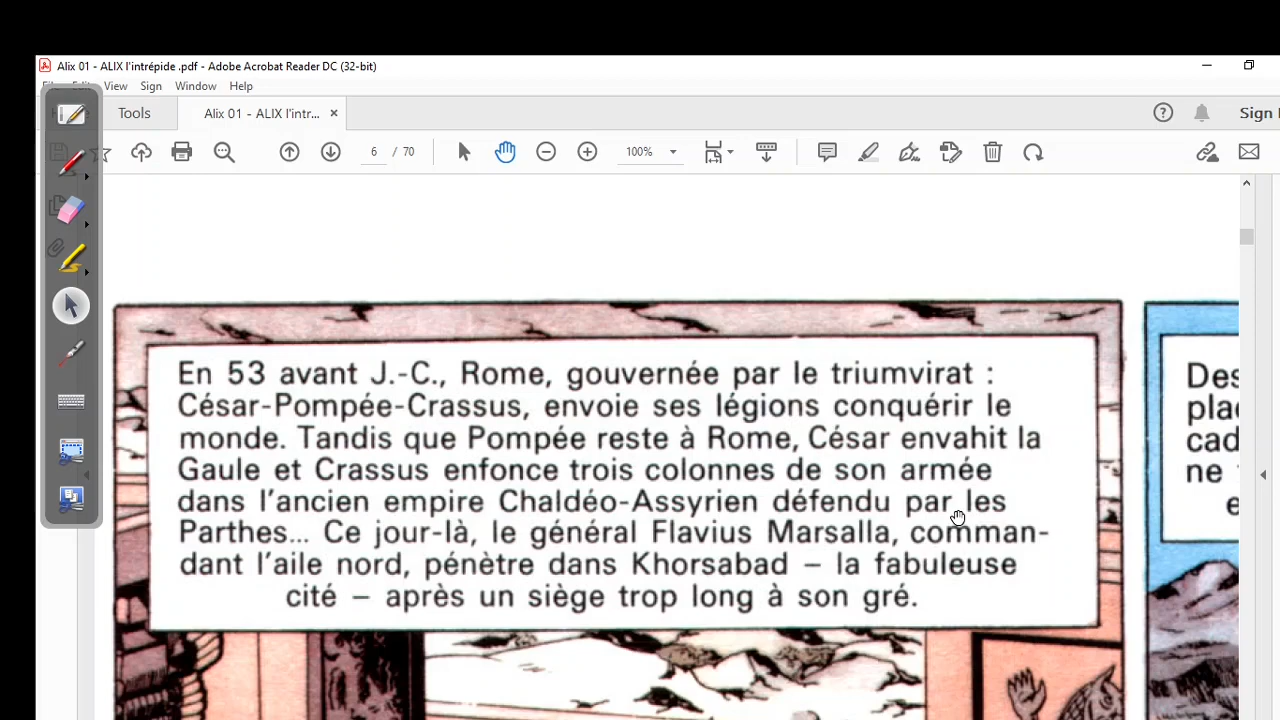 Alix 01 - ALIX l'intrépide .pdf - Adobe Acrobat Reader DC (32-bit)
View Sign Window Help
Tools Alix 01 - ALIX l'intr... × Sign
6 / 70 100%
En 53 avant J.-C., Rome, gouvernée par le triumvirat :
César-Pompée-Crassus, envoie ses légions conquérir le
monde. Tandis que Pompée reste à Rome, César envahit la
Gaule et Crassus enfonce trois colonnes de son armée
dans l'ancien empire Chaldéo-Assyrien défendu par les
Parthes... Ce jour-là, le général Flavius Marsalla, comman-
dant l'aile nord, pénètre dans Khorsabad – la fabuleuse
cité – après un siège trop long à son gré.
Des
ne